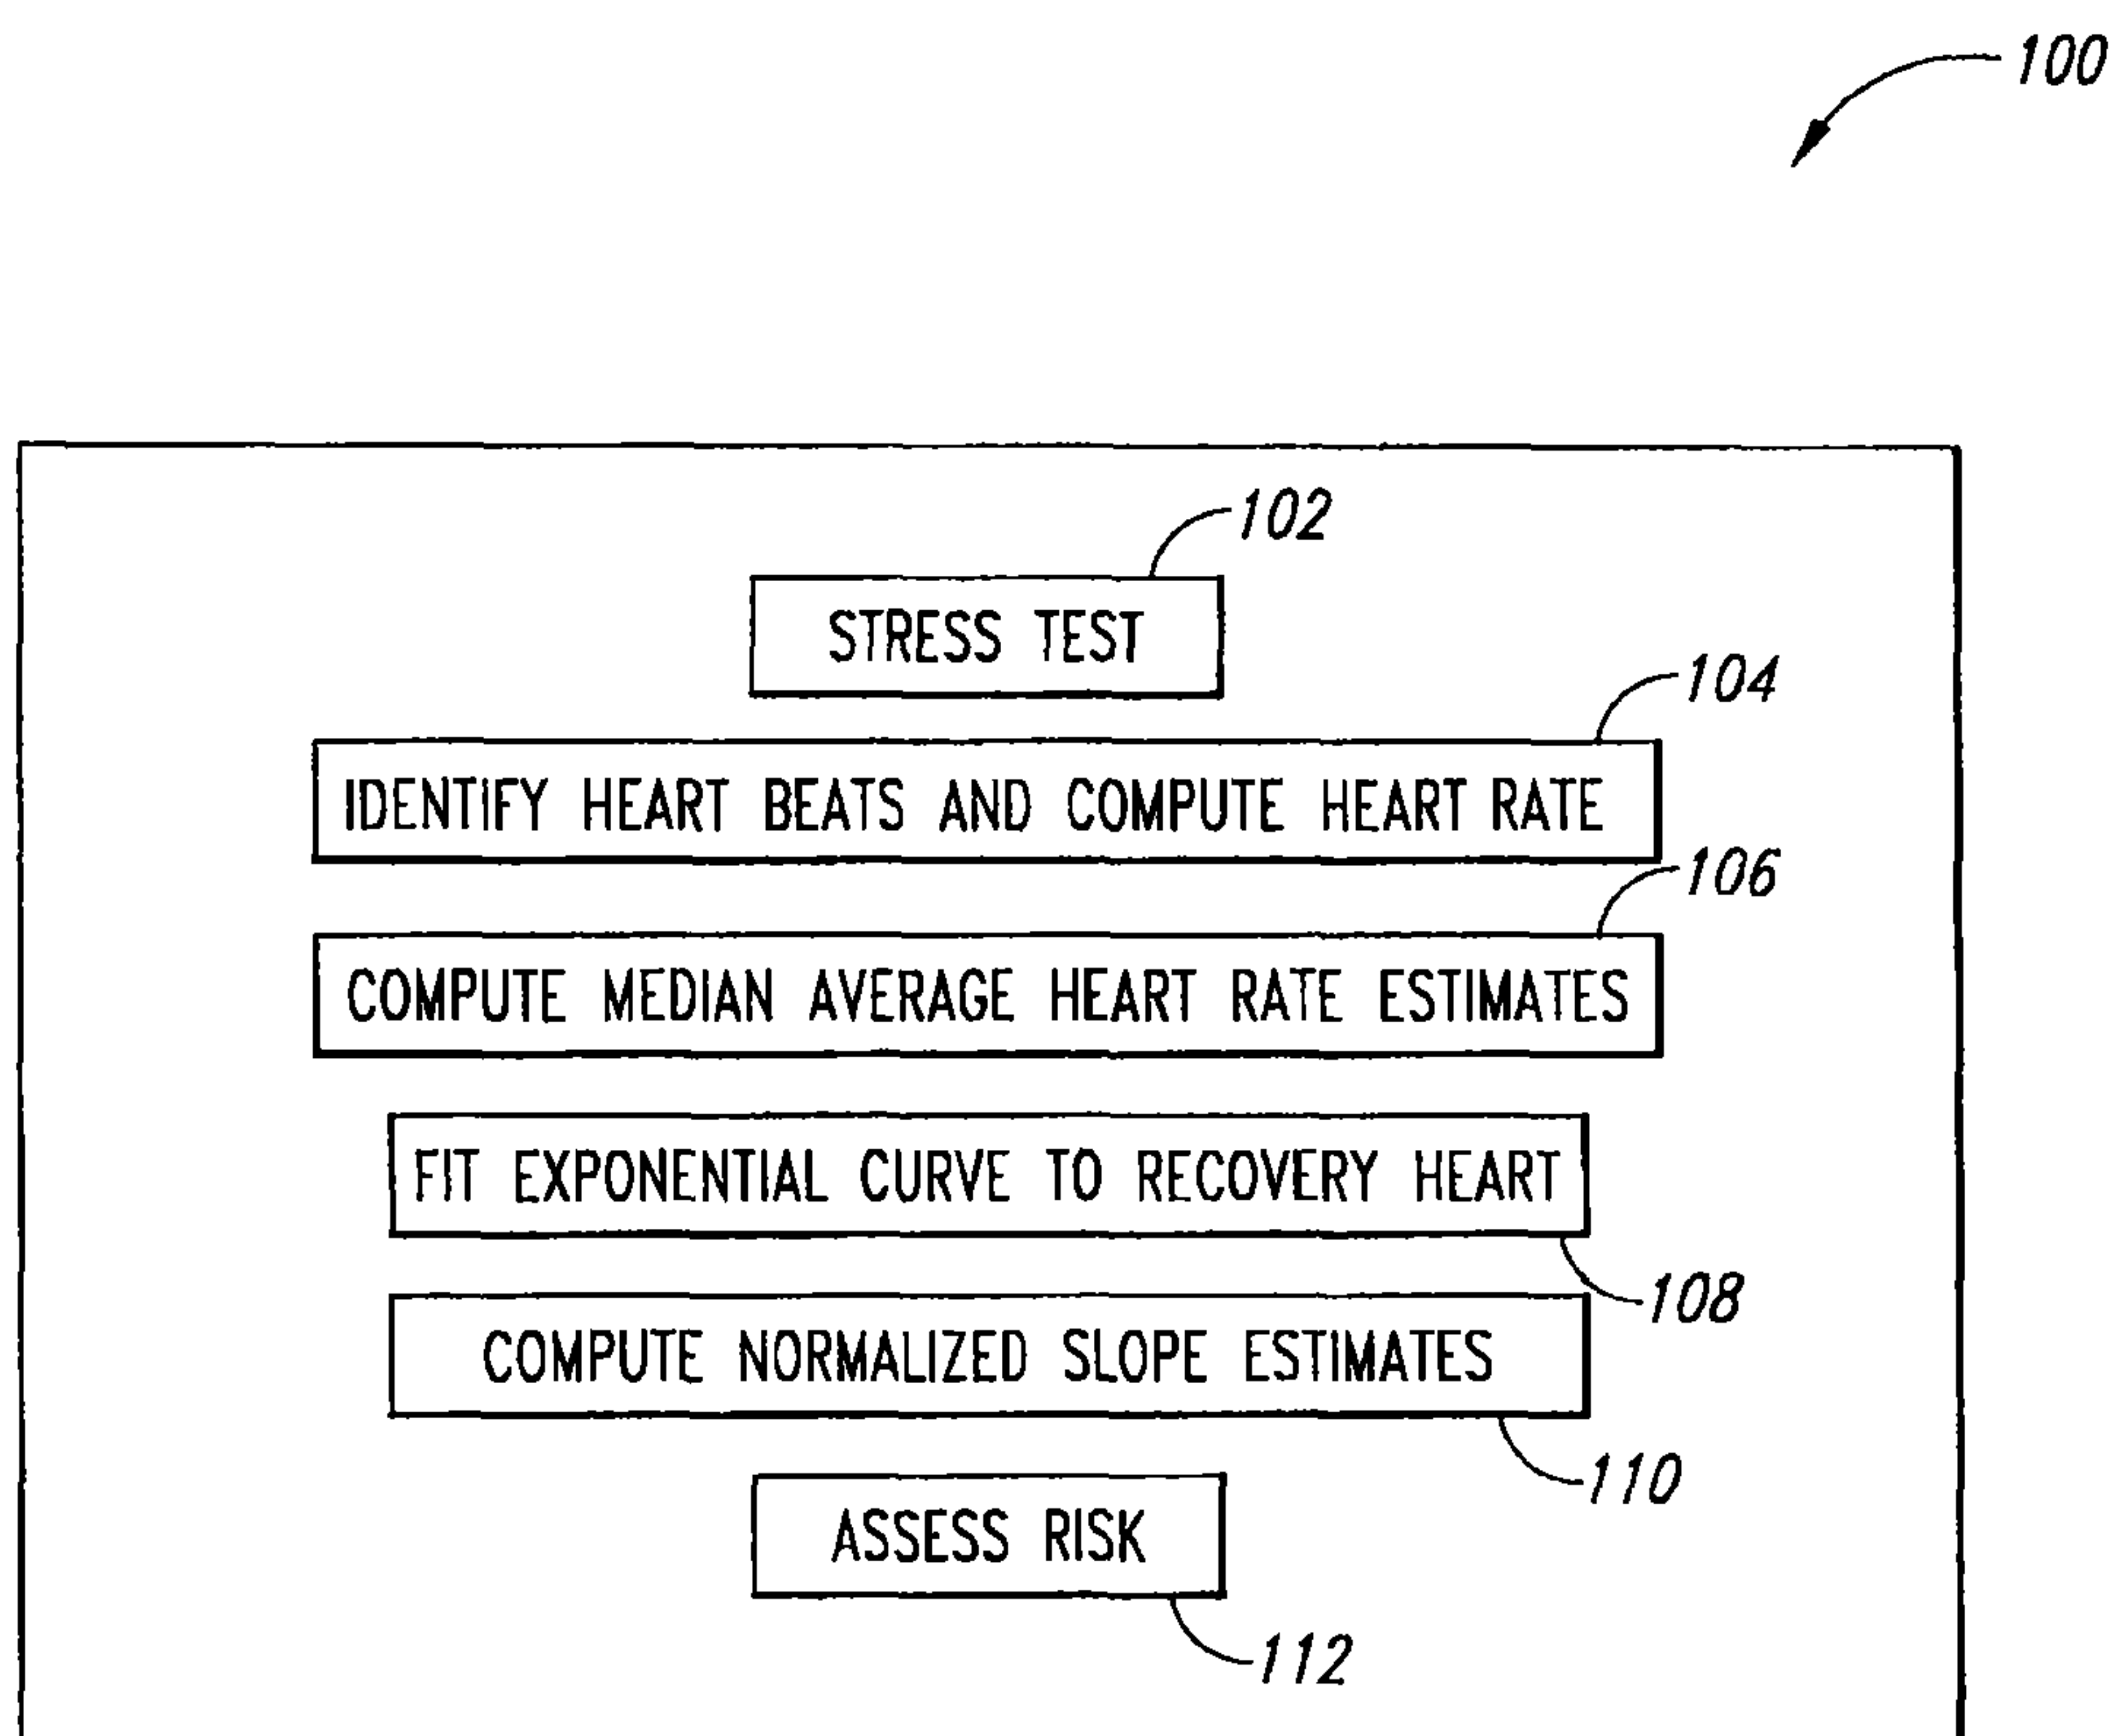 100
102
STRESS TEST
104
IDENTIFY HEART BEATS AND COMPUTE HEART RATE
106
COMPUTE MEDIAN AVERAGE HEART RATE ESTIMATES
FIT EXPONENTIAL CURVE TO RECOVERY HEART
108
COMPUTE NORMALIZED SLOPE ESTIMATES
110
ASSESS RISK
112